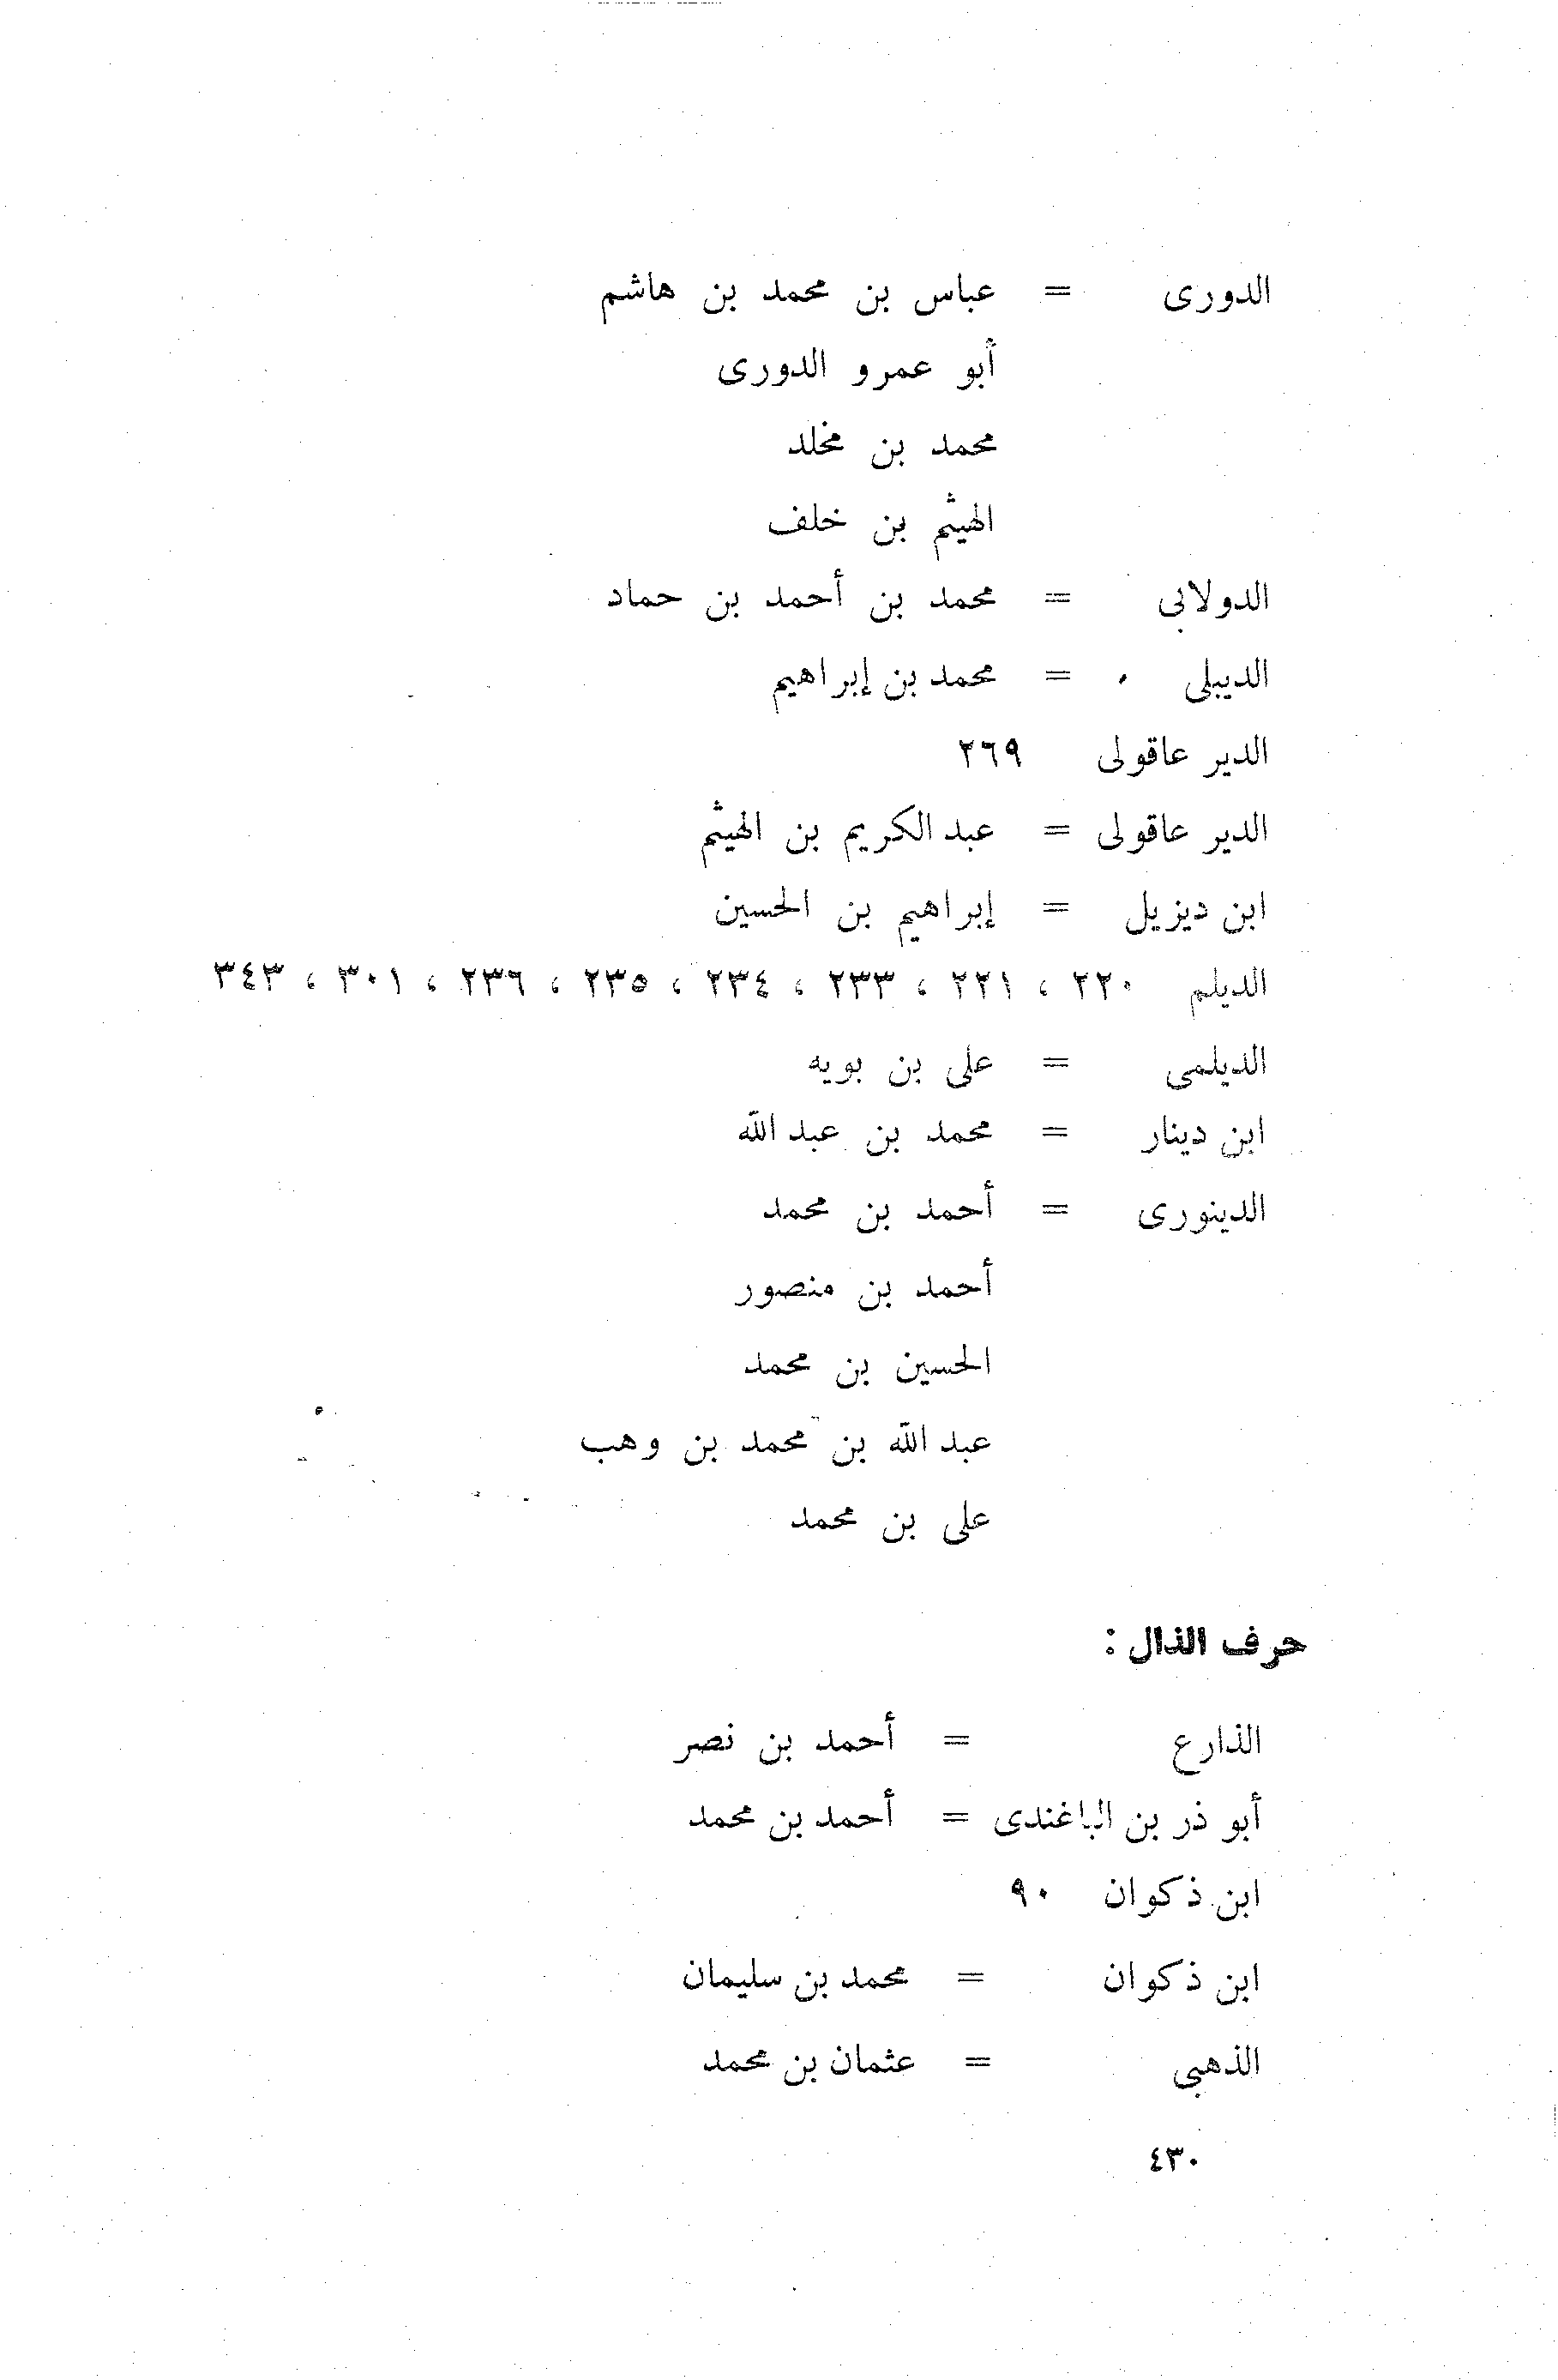 الدورى = عباس بن محمد بن هاشم
أبو عمرو الدورى
محمد بن مخلد
الهيثم بن خلف
الدولابى = محمد بن أحمد بن حماد
الديبلى = محمد بن إبراهيم
الدير عاقولى ٢٦٩
الدير عاقولى = عبد الكريم بن الهيثم
ابن ديزيل = إبراهيم بن الحسين
الديلم ٢٢٠ ، ٢٢١ ، ٢٣٣ ، ٢٣٤ ، ٢٣٥ ، ٢٣٦ ، ٣٠١ ، ٣٤٣
الديلمى = على بن بويه
ابن دينار = محمد بن عبد الله
الدينورى = أحمد بن محمد
أحمد بن منصور
الحسين بن محمد
عبد الله بن محمد بن وهب
على بن محمد
حرف الذال :
الذارع = أحمد بن نصر
أبو ذر بن الباغندى = أحمد بن محمد
ابن ذكوان ٩٠
ابن ذكوان = محمد بن سليمان
الذهبى = عثمان بن محمد
٤٣٠